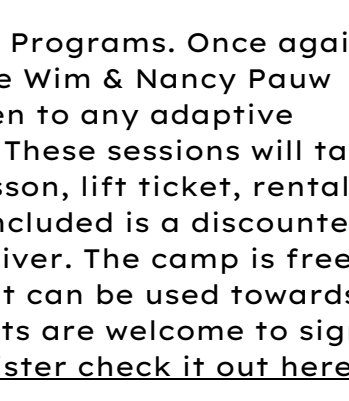 Programs. Once agai
e Wim & Nancy Pauw
en to any adaptive
These sessions will ta
sson, lift ticket, rental
ncluded is a discounte
iver. The camp is free
t can be used towards
ts are welcome to sig
ister check it out here